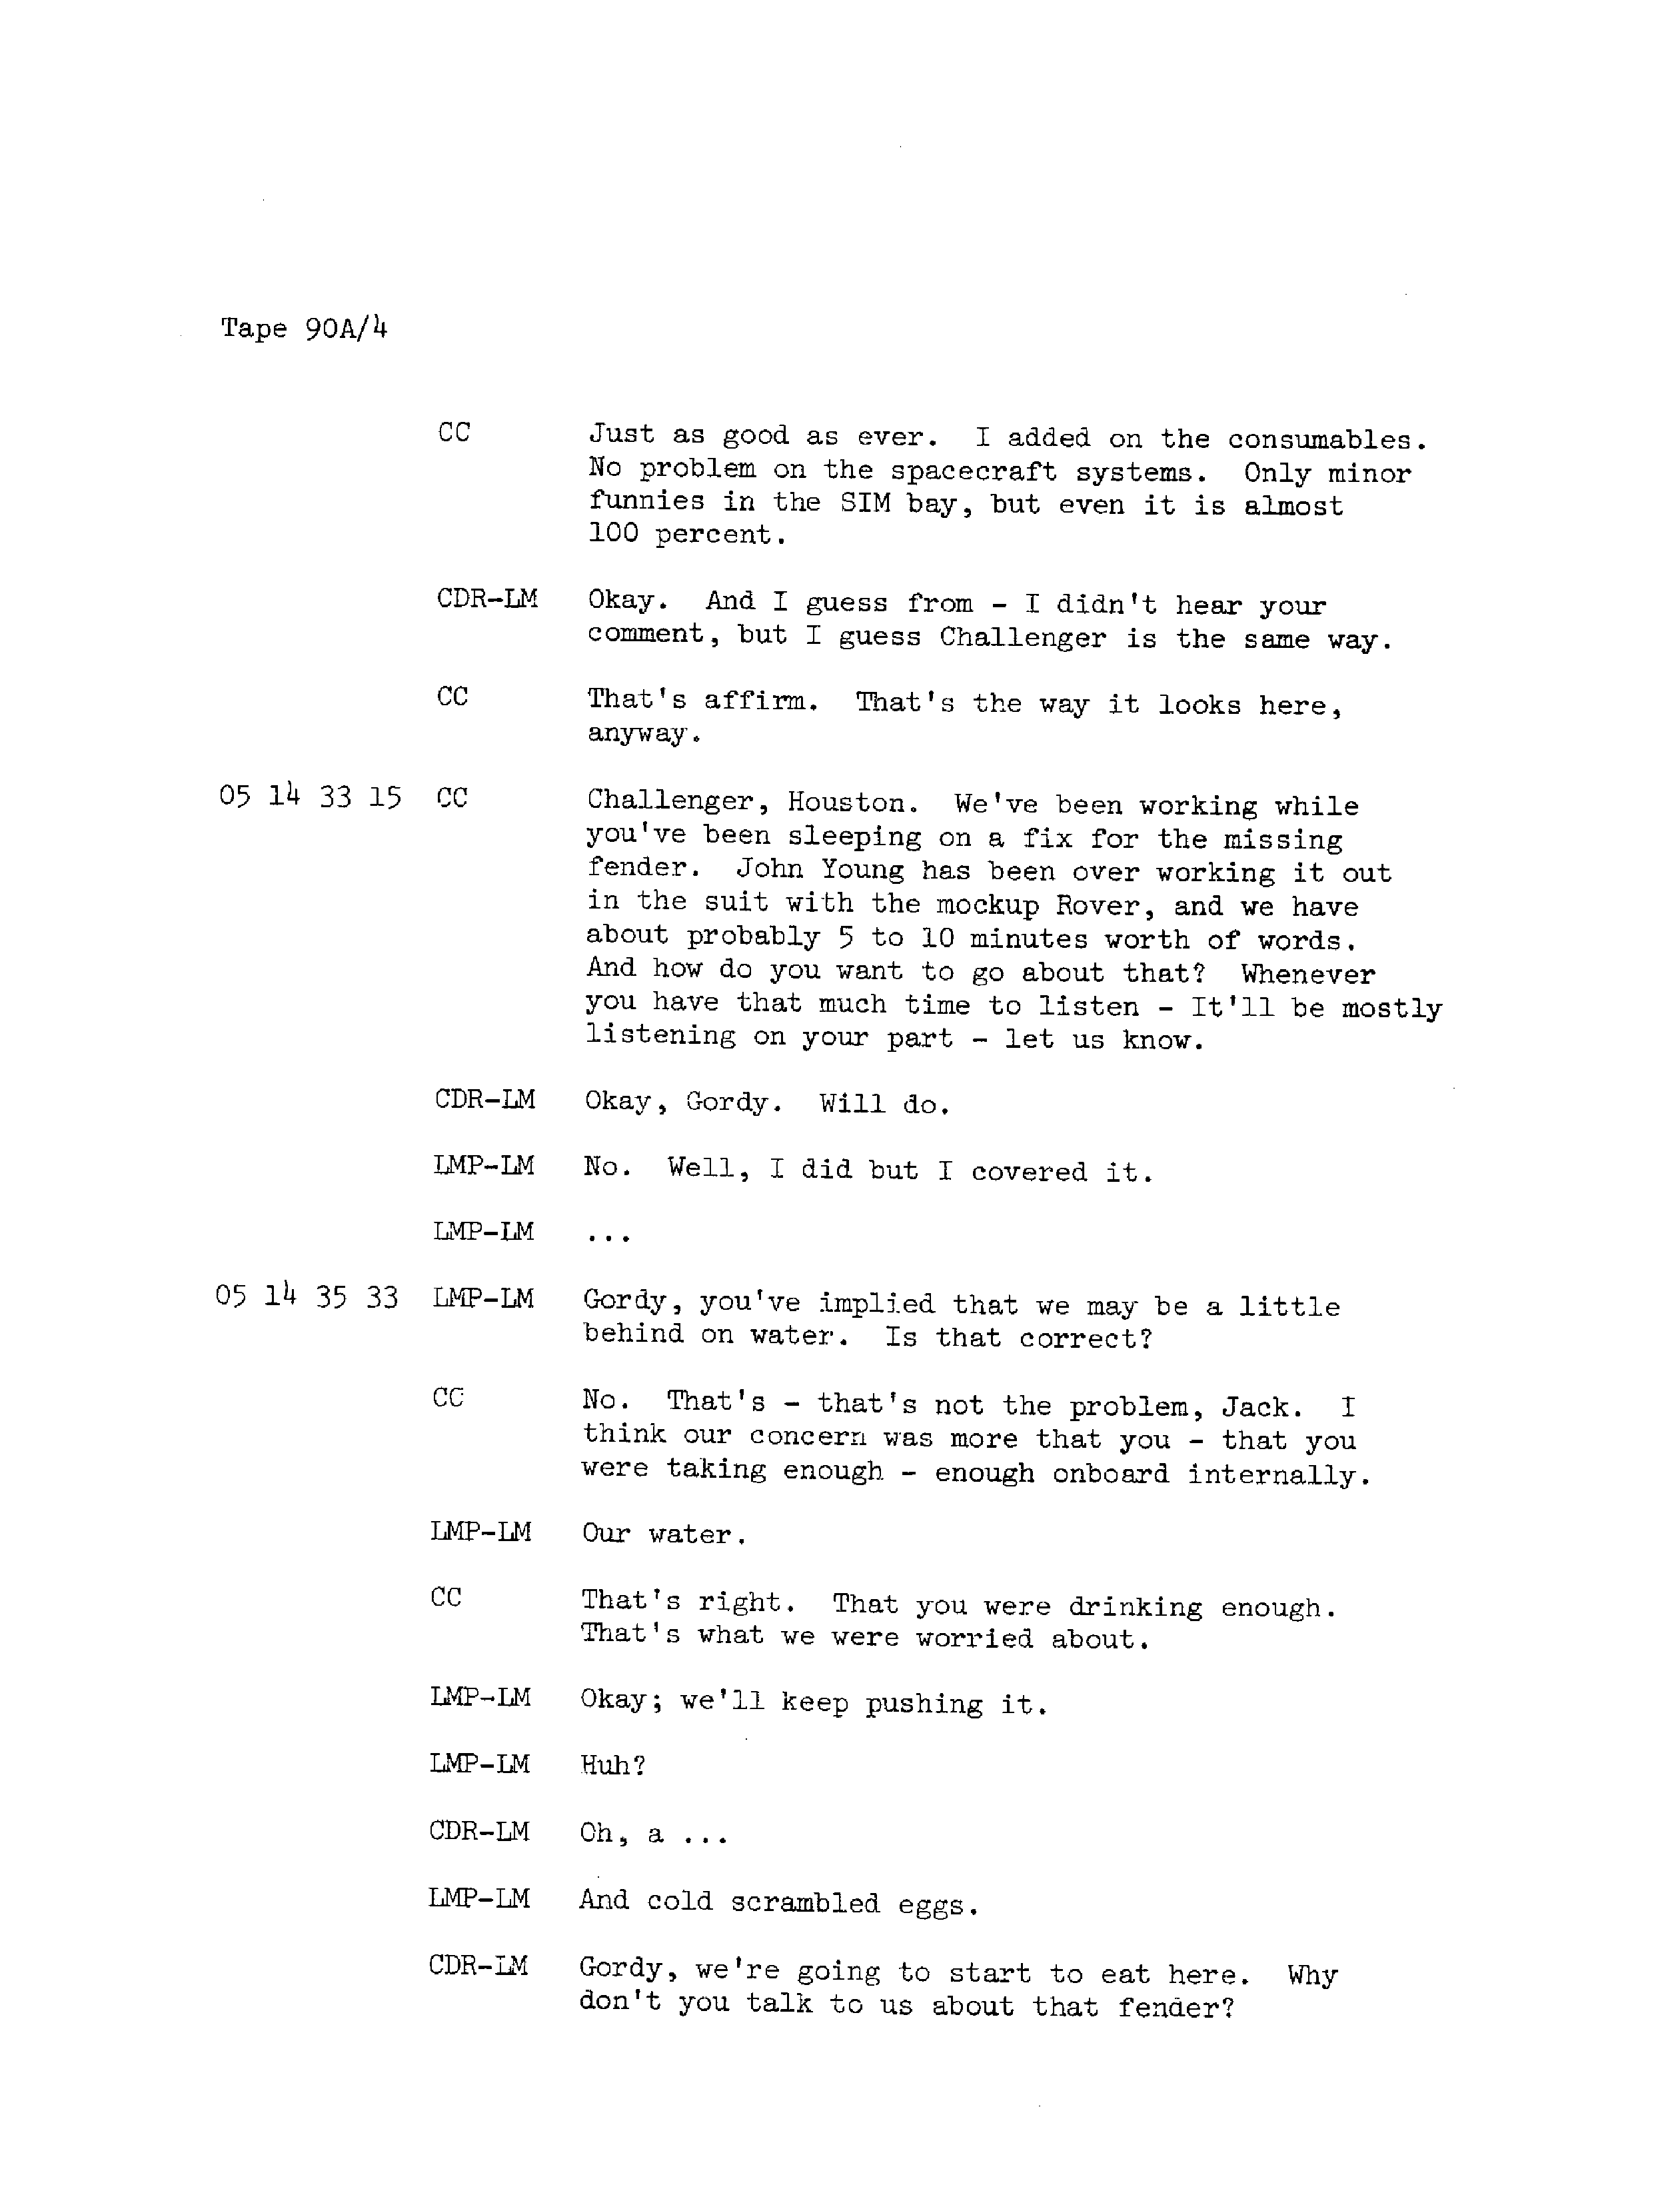 Tape 90A/4
CC Just as good as ever. I added on the consumables.
No problem on the spacecraft systems. Only minor
funnies in the SIM bay, but even it is almost
100 percent.
CDR-LM Okay. And I guess from - I didn't hear your
comment, but I guess Challenger is the same way.
CC That's affirm. That's the way it looks here,
anyway.
05 14 33 15 CC Challenger, Houston. We've been working while
you've been sleeping on a fix for the missing
fender. John Young has been over working it out
in the suit with the mockup Rover, and we have
about probably 5 to 10 minutes worth of words.
And how do you want to go about that? Whenever
you have that much time to listen - It'll be mostly
listening on your part - let us know.
CDR-LM Okay, Gordy. Will do.
LMP-LM No. Well, I did but I covered it.
LMP-LM ...
05 14 35 33 LMP-LM Gordy, you've implied that we may be a little
behind on water. Is that correct?
CC No. That's - that's not the problem, Jack. I
think our concern was more that you - that you
were taking enough - enough onboard internally.
LMP-LM Our water.
CC That's right. That you were drinking enough.
That's what we were worried about.
LMP-LM Okay; we'll keep pushing it.
LMP-LM Huh?
CDR-LM Oh, a ...
LMP-LM And cold scrambled eggs.
CDR-LM Gordy, we're going to start to eat here. Why
don't you talk to us about that fender?